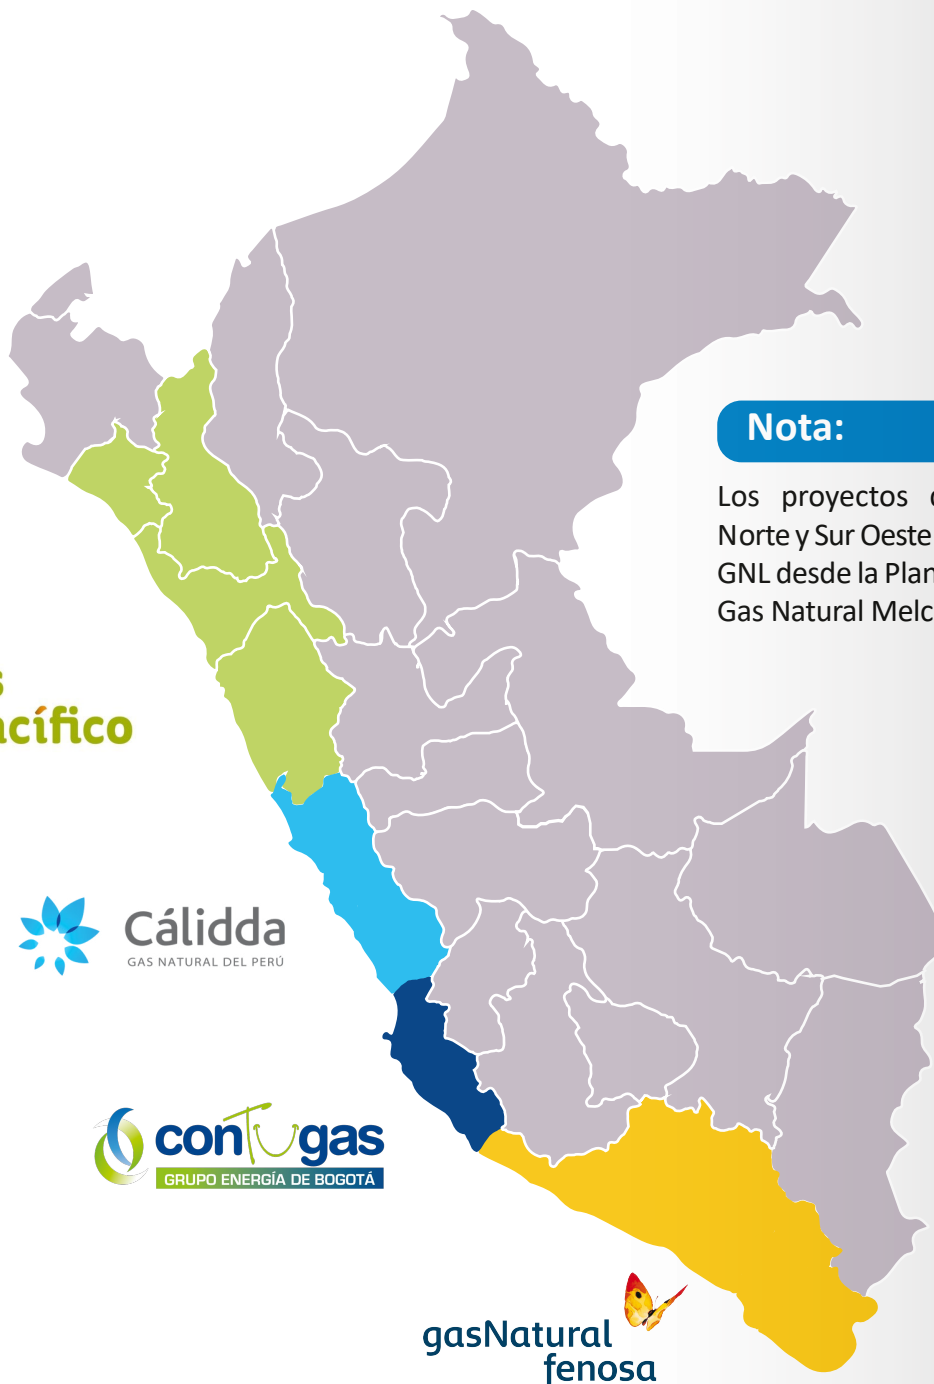 Nota:
Los proyectos
Norte y Sur Oeste
GNL desde la Plan
Gas Natural Melc
s
acífico
Cálidda
GAS NATURAL DEL PERÚ
conTUgas
GRUPO ENERGÍA DE BOGOTÁ
gasNatural
fenosa